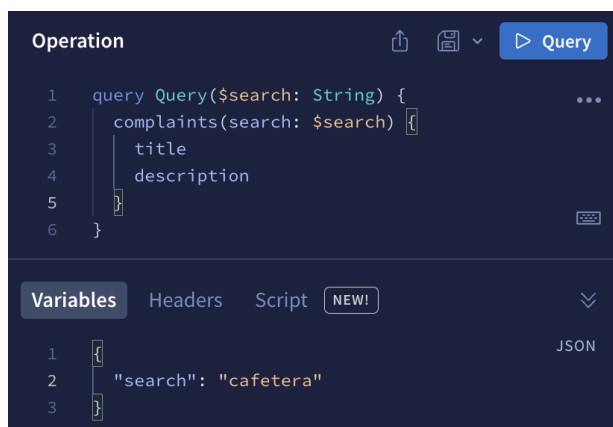 Operation
Query
1 query Query($search: String) {
2 complaints(search: $search) {
3 title
4 description
5 }
6 }
Variables Headers Script NEW!
JSON
1 {
2 "search": "cafetera"
3 }